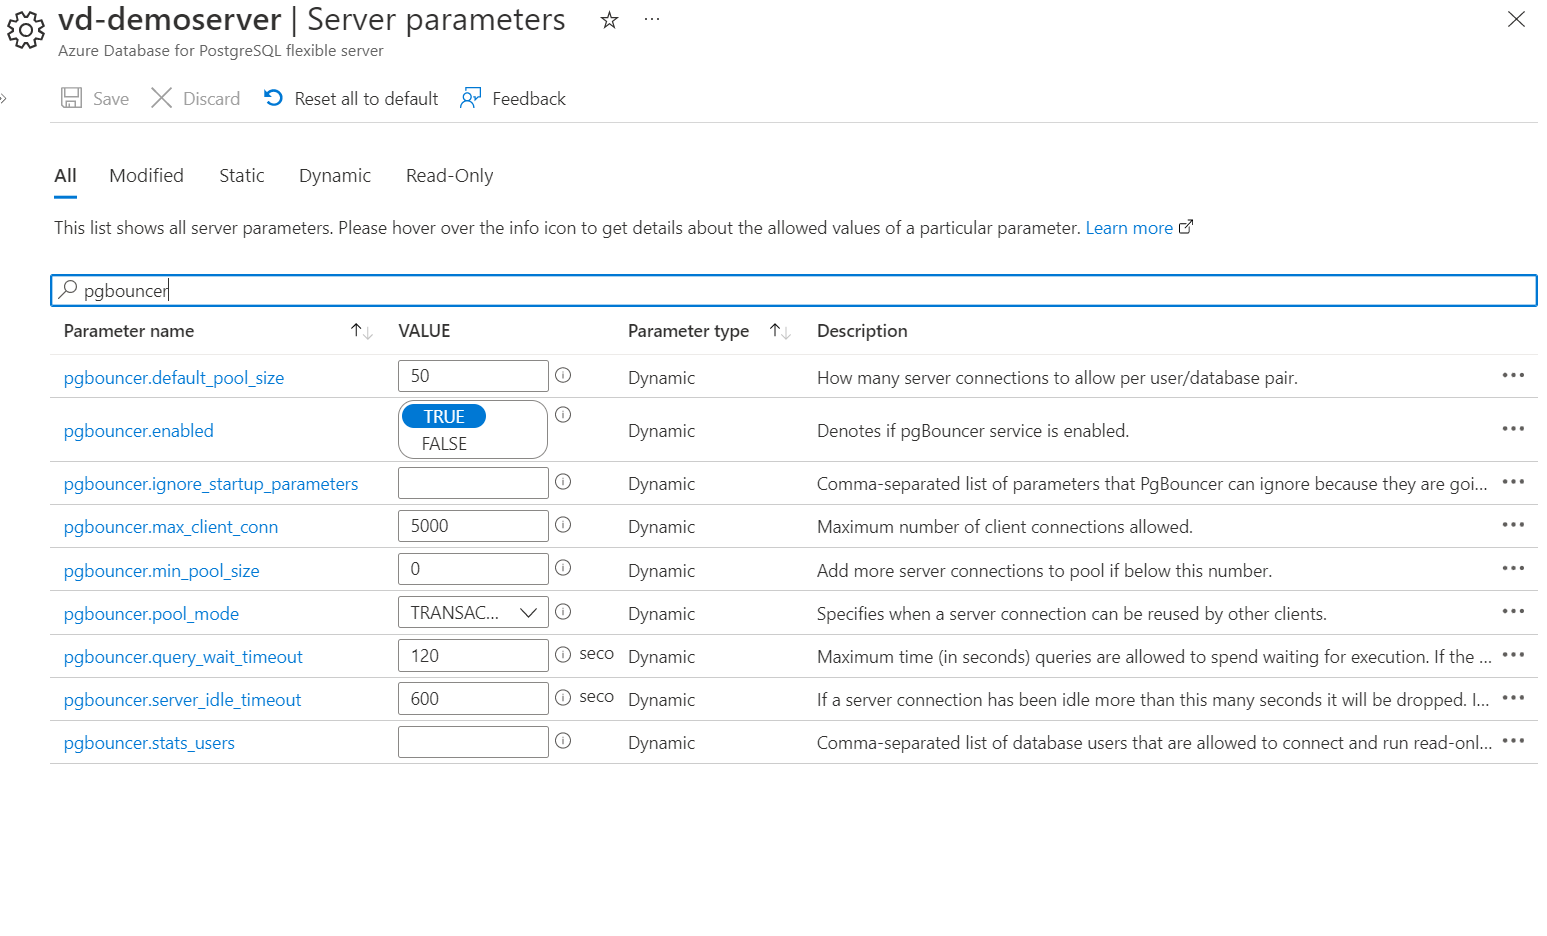 vd-demoserver | Server parameters ...
Azure Database for PostgreSQL flexible server
Save Discard Reset all to default Feedback
All Modified Static Dynamic Read-Only
This list shows all server parameters. Please hover over the info icon to get details about the allowed values of a particular parameter. Learn more
pgbouncer
Parameter name VALUE Parameter type Description
pgbouncer.default_pool_size 50 Dynamic How many server connections to allow per user/database pair.
pgbouncer.enabled TRUE FALSE Dynamic Denotes if pgBouncer service is enabled.
pgbouncer.ignore_startup_parameters Dynamic Comma-separated list of parameters that PgBouncer can ignore because they are goi...
pgbouncer.max_client_conn 5000 Dynamic Maximum number of client connections allowed.
pgbouncer.min_pool_size 0 Dynamic Add more server connections to pool if below this number.
pgbouncer.pool_mode TRANSAC... Dynamic Specifies when a server connection can be reused by other clients.
pgbouncer.query_wait_timeout 120 seco Dynamic Maximum time (in seconds) queries are allowed to spend waiting for execution. If the ...
pgbouncer.server_idle_timeout 600 seco Dynamic If a server connection has been idle more than this many seconds it will be dropped. I...
pgbouncer.stats_users Dynamic Comma-separated list of database users that are allowed to connect and run read-onl...